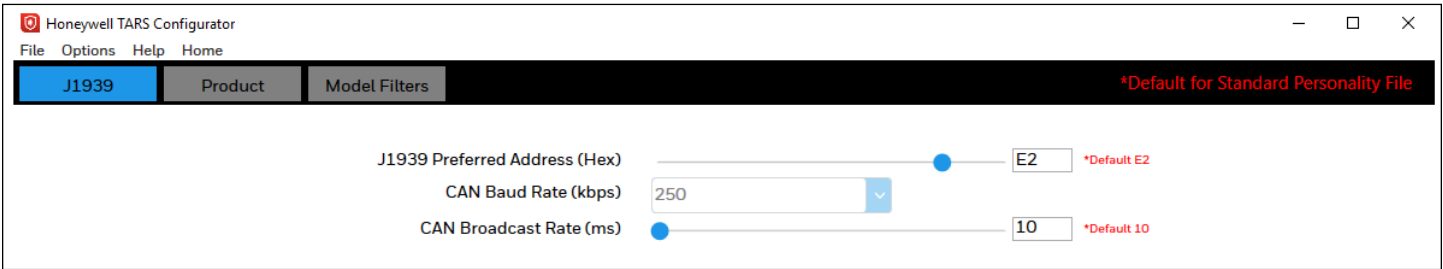 Honeywell TARS Configurator
File Options Help Home
J1939 Product Model Filters *Default for Standard Personality File
J1939 Preferred Address (Hex) E2 *Default E2
CAN Baud Rate (kbps) 250
CAN Broadcast Rate (ms) 10 *Default 10